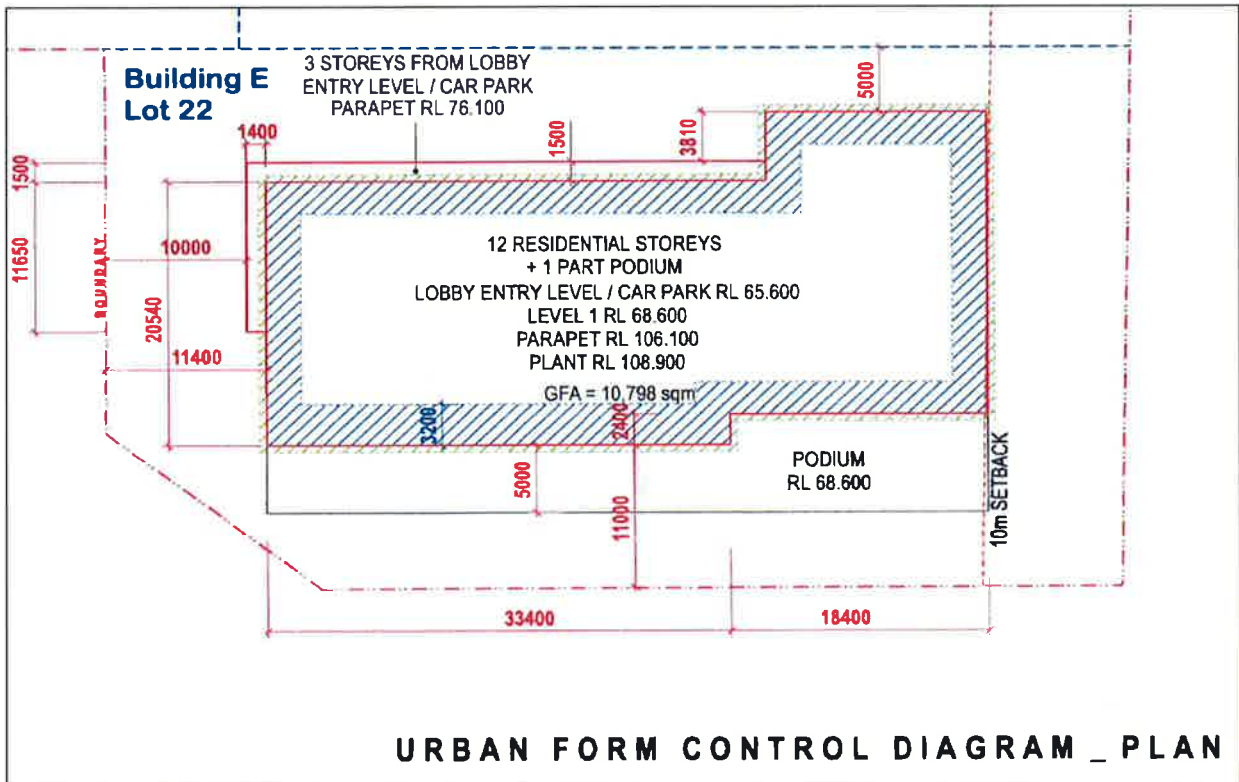 Building E
Lot 22
3 STOREYS FROM LOBBY
ENTRY LEVEL / CAR PARK
PARAPET RL 76.100
5000
1400
1500
3810
1500
11650
BOUNDARY
10000
20540
11400
12 RESIDENTIAL STOREYS
+ 1 PART PODIUM
LOBBY ENTRY LEVEL / CAR PARK RL 65.600
LEVEL 1 RL 68.600
PARAPET RL 106.100
PLANT RL 108.900
GFA = 10,798 sqm
3200
2400
5000
11000
PODIUM
RL 68.600
10m SETBACK
33400
18400
URBAN FORM CONTROL DIAGRAM _ PLAN